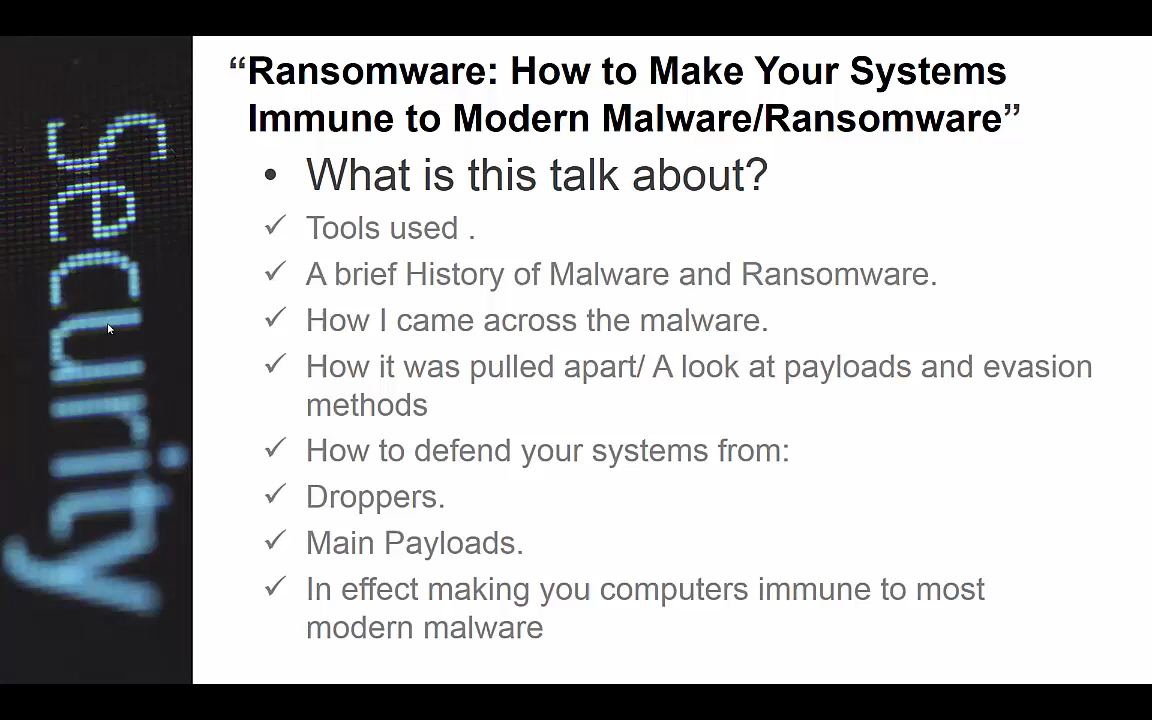 “Ransomware: How to Make Your Systems
Immune to Modern Malware/Ransomware”
• What is this talk about?
✓ Tools used .
✓ A brief History of Malware and Ransomware.
✓ How I came across the malware.
✓ How it was pulled apart/ A look at payloads and evasion
methods
✓ How to defend your systems from:
✓ Droppers.
✓ Main Payloads.
✓ In effect making you computers immune to most
modern malware
Security